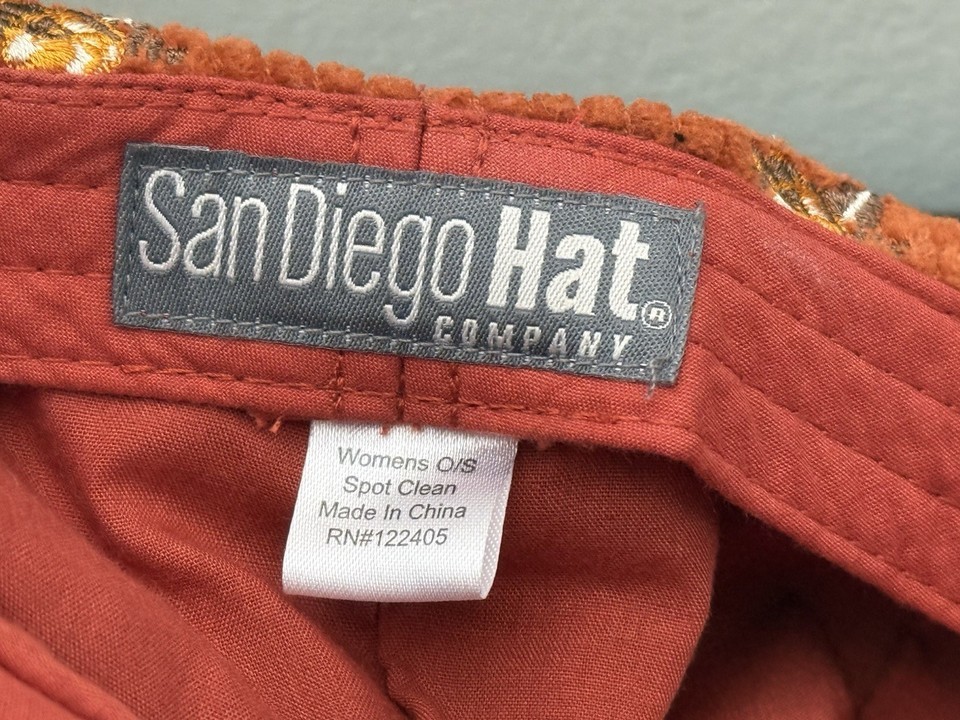 San Diego Hat®
COMPANY
Womens O/S
Spot Clean
Made In China
RN#122405